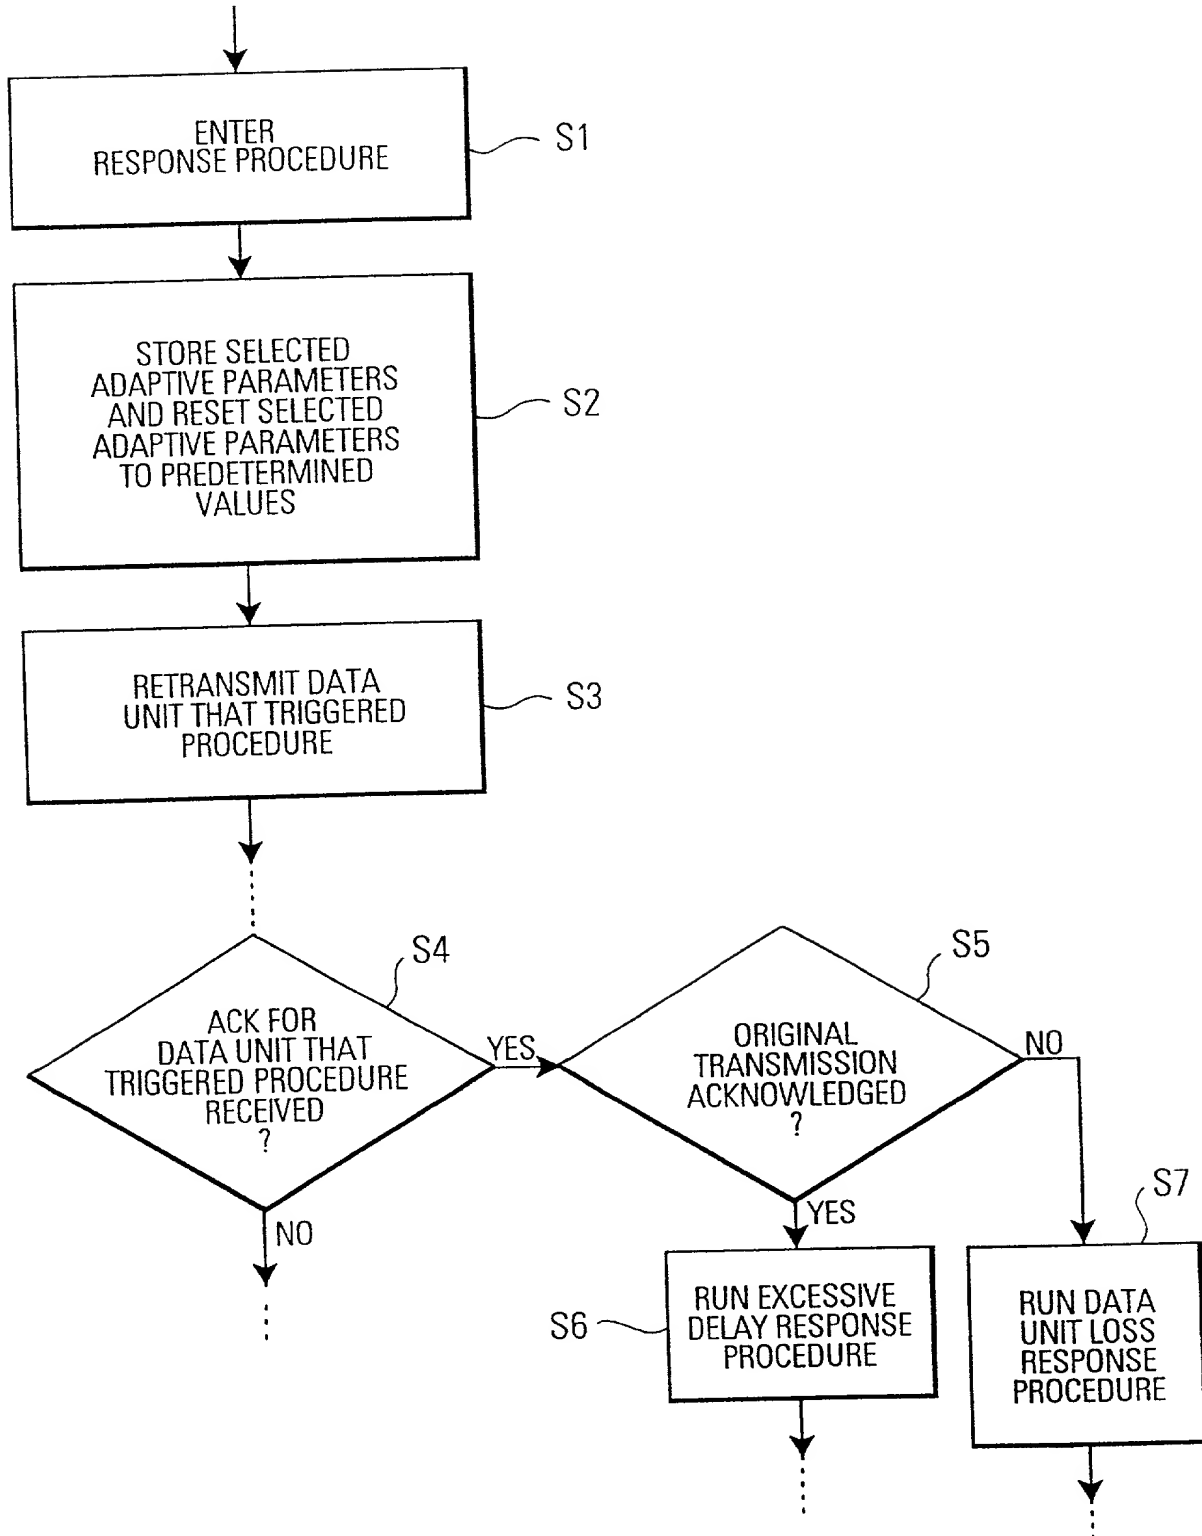 ENTER
RESPONSE PROCEDURE
S1
STORE SELECTED
ADAPTIVE PARAMETERS
AND RESET SELECTED
ADAPTIVE PARAMETERS
TO PREDETERMINED
VALUES
S2
RETRANSMIT DATA
UNIT THAT TRIGGERED
PROCEDURE
S3
S4
ACK FOR
DATA UNIT THAT
TRIGGERED PROCEDURE
RECEIVED
?
YES
NO
S5
ORIGINAL
TRANSMISSION
ACKNOWLEDGED
?
NO
YES
S6
RUN EXCESSIVE
DELAY RESPONSE
PROCEDURE
S7
RUN DATA
UNIT LOSS
RESPONSE
PROCEDURE